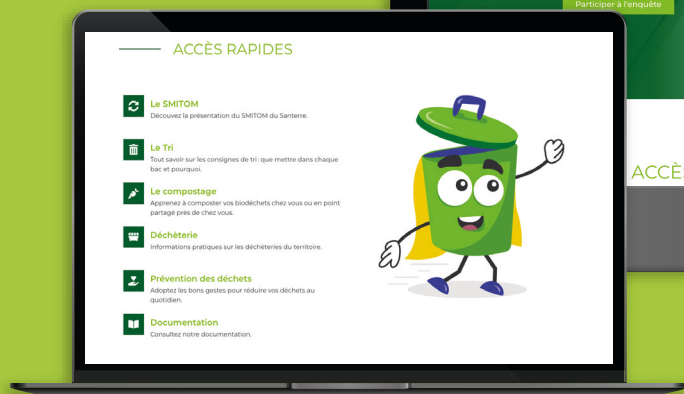 Participer à l'enquête
ACCÈS RAPIDES
Le SMITOM
Découvez la présentation du SMITOM du Santerre.
Le Tri
Tout savoir sur les consignes de tri : que mettre dans chaque
bac et pourquoi.
Le compostage
Apprenez à composter vos biodéchets chez vous ou en point
partagé près de chez vous.
Déchèterie
Informations pratiques sur les déchèteries du territoire.
Prévention des déchets
Adoptez les bons gestes pour réduire vos déchets au
quotidien.
Documentation
Consultez notre documentation.
ACCÈS